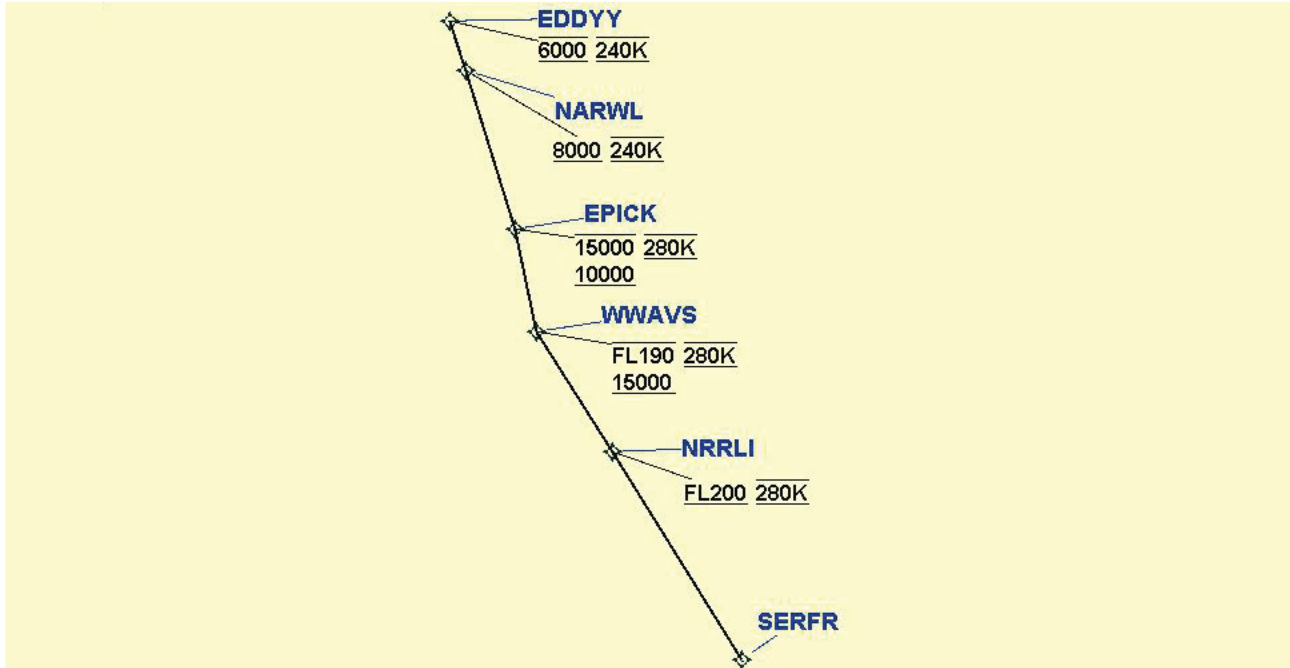 EDDYY
6000 240K
NARWL
8000 240K
EPICK
15000 280K
10000
WWAVS
FL190 280K
15000
NRRLI
FL200 280K
SERFR